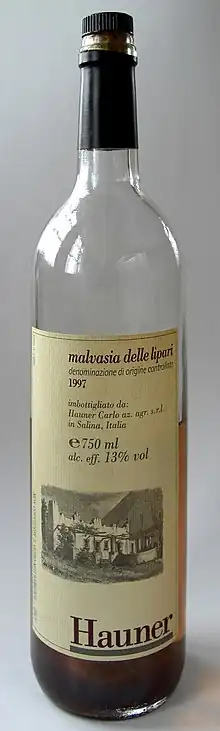 malvasia delle lipari
denominazione di origine controllata
1997
imbottigliato da:
Hauner Carlo az. agr. s.r.l.
in Salina, Italia
℮750 ml
alc. eff. 13% vol
Hauner